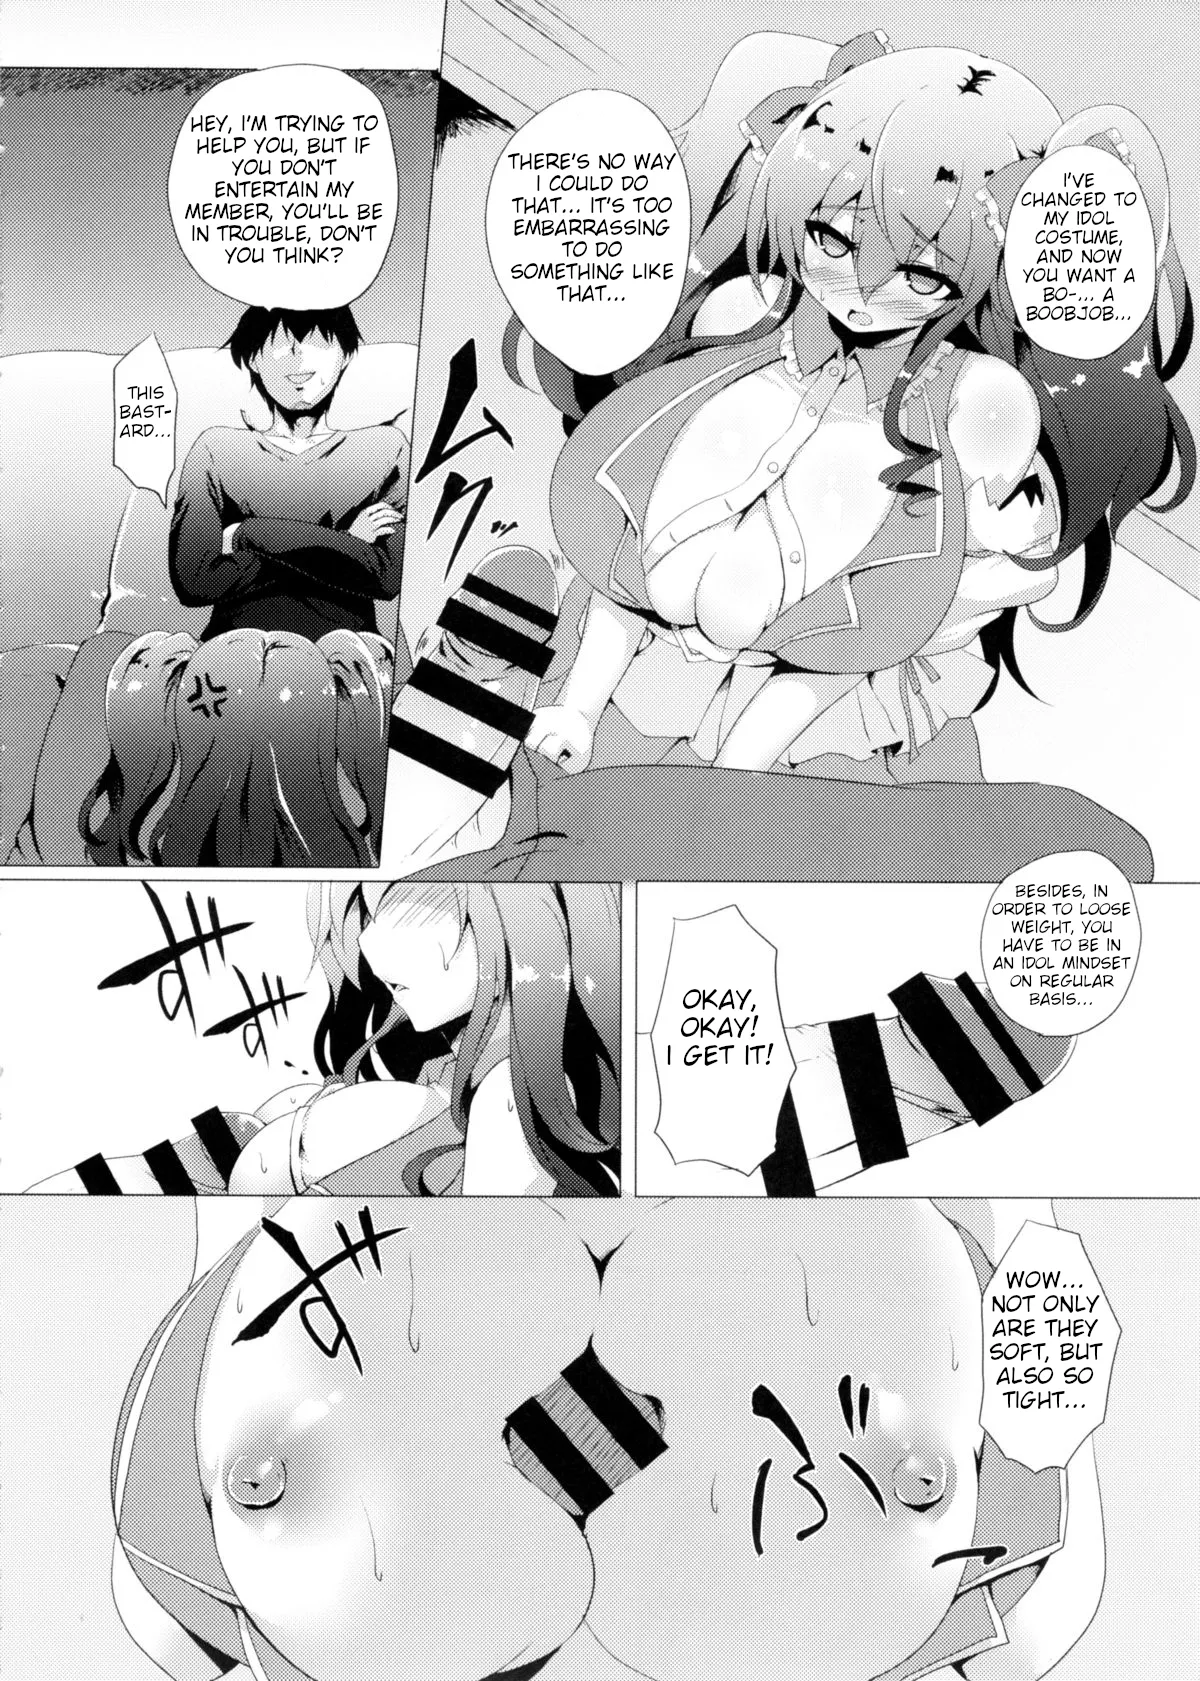 I'VE
CHANGED TO
MY IDOL
COSTUME,
AND NOW
YOU WANT A
BO-... A
BOOBJOB...
THERE'S NO WAY
I COULD DO
THAT... IT'S TOO
EMBARRASSING
TO DO
SOMETHING LIKE
THAT...
HEY, I'M TRYING TO
HELP YOU, BUT IF
YOU DON'T
ENTERTAIN MY
MEMBER, YOU'LL BE
IN TROUBLE, DON'T
YOU THINK?
THIS
BAST-
ARD...
BESIDES, IN
ORDER TO LOOSE
WEIGHT, YOU
HAVE TO BE IN
AN IDOL MINDSET
ON REGULAR
BASIS...
OKAY,
OKAY!
I GET IT!
WOW...
NOT ONLY
ARE THEY
SOFT, BUT
ALSO SO
TIGHT...